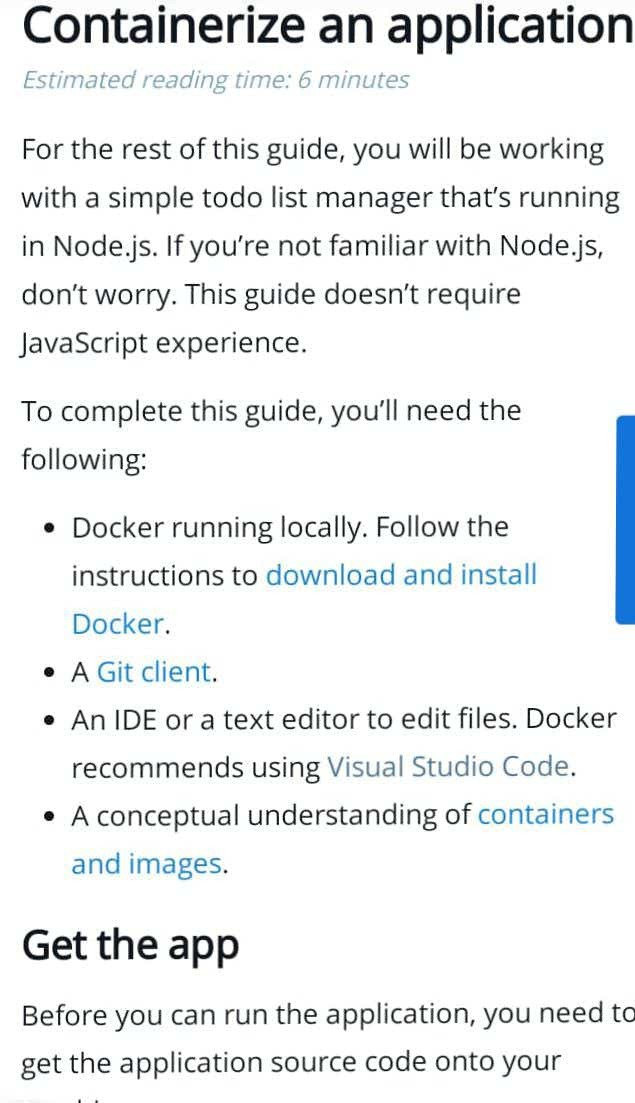 Containerize an application
Estimated reading time: 6 minutes
For the rest of this guide, you will be working
with a simple todo list manager that’s running
in Node.js. If you’re not familiar with Node.js,
don’t worry. This guide doesn’t require
JavaScript experience.
To complete this guide, you’ll need the
following:
• Docker running locally. Follow the
instructions to download and install
Docker.
• A Git client.
• An IDE or a text editor to edit files. Docker
recommends using Visual Studio Code.
• A conceptual understanding of containers
and images.
Get the app
Before you can run the application, you need to
get the application source code onto your